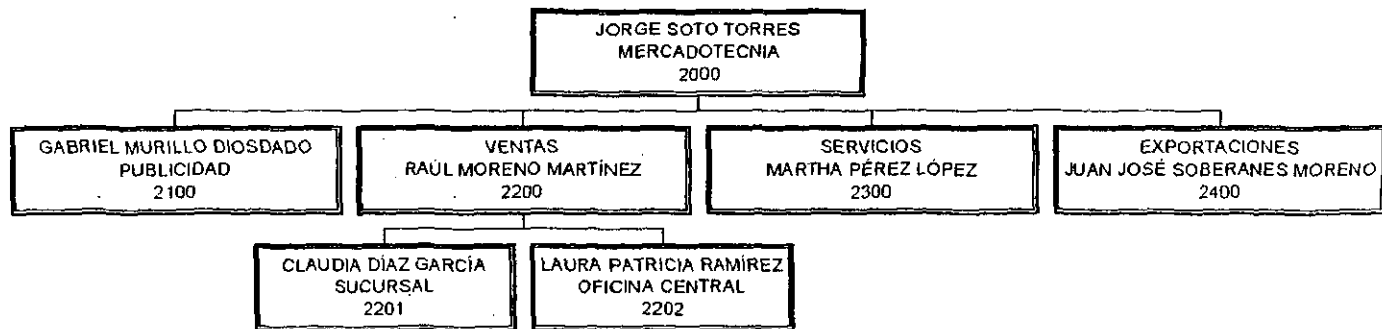 JORGE SOTO TORRES
MERCADOTECNIA
2000
GABRIEL MURILLO DIOSDADO
PUBLICIDAD
2100
VENTAS
RAÚL MORENO MARTÍNEZ
2200
SERVICIOS
MARTHA PÉREZ LÓPEZ
2300
EXPORTACIONES
JUAN JOSÉ SOBERANES MORENO
2400
CLAUDIA DÍAZ GARCÍA
SUCURSAL
2201
LAURA PATRICIA RAMÍREZ
OFICINA CENTRAL
2202